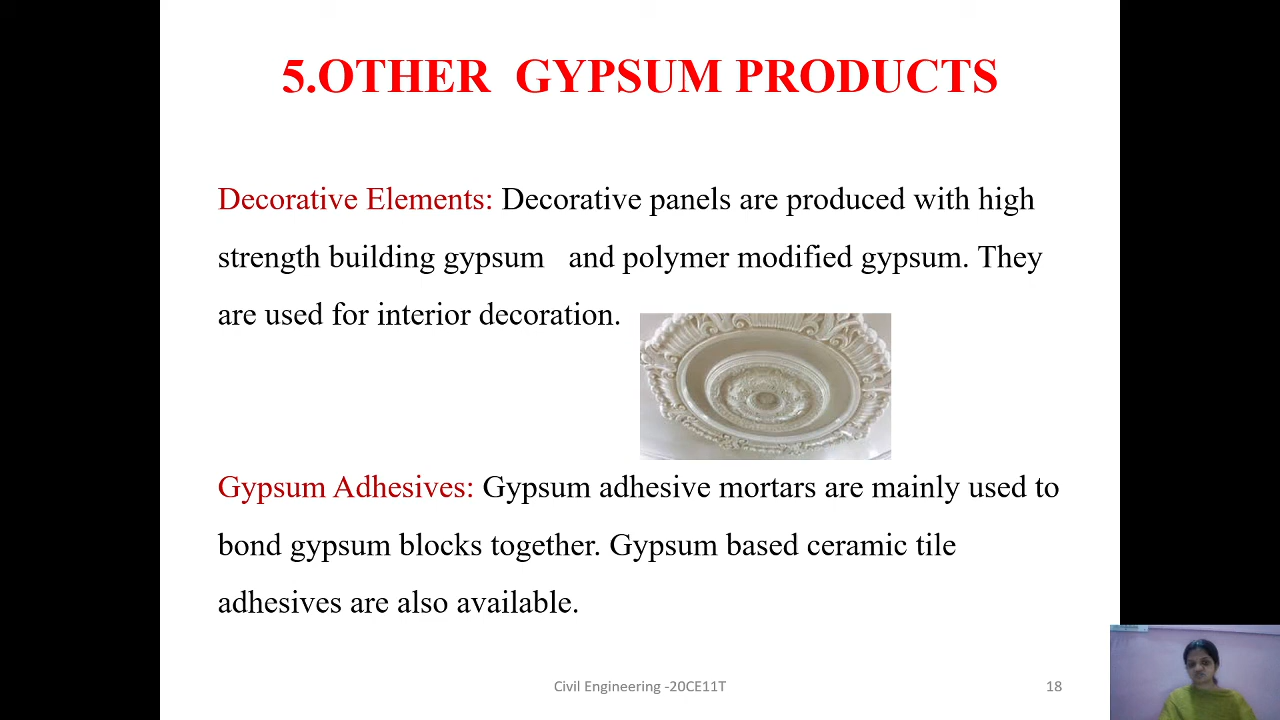 5.OTHER GYPSUM PRODUCTS
Decorative Elements: Decorative panels are produced with high
strength building gypsum and polymer modified gypsum. They
are used for interior decoration.
Gypsum Adhesives: Gypsum adhesive mortars are mainly used to
bond gypsum blocks together. Gypsum based ceramic tile
adhesives are also available.
Civil Engineering -20CE11T
18